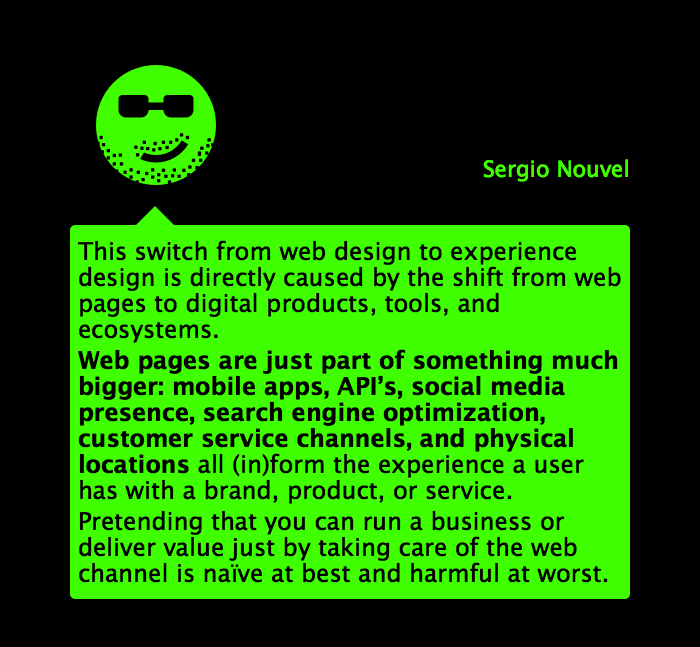 Sergio Nouvel
This switch from web design to experience
design is directly caused by the shift from web
pages to digital products, tools, and
ecosystems.
Web pages are just part of something much
bigger: mobile apps, API’s, social media
presence, search engine optimization,
customer service channels, and physical
locations all (in)form the experience a user
has with a brand, product, or service.
Pretending that you can run a business or
deliver value just by taking care of the web
channel is naïve at best and harmful at worst.